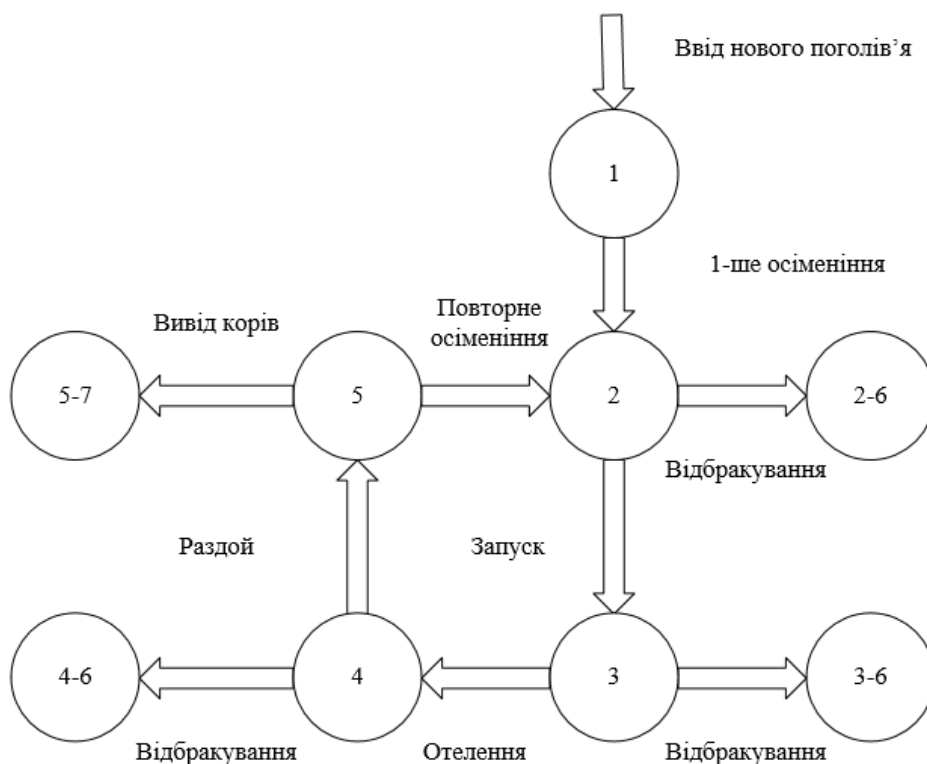 Ввід нового поголів’я
1
1-ше осіменіння
Вивід корів
Повторне
осіменіння
5-7
5
2
2-6
Відбракування
Раздой
Запуск
4-6
4
3
3-6
Відбракування
Отелення
Відбракування